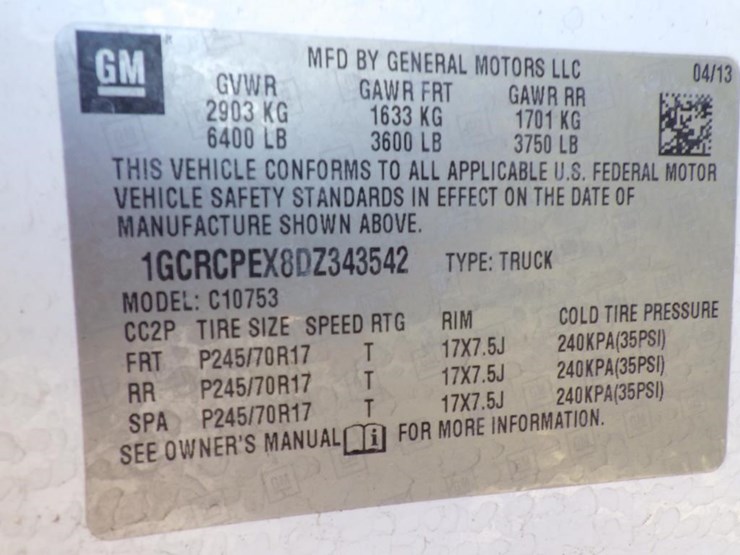 GM
MFD BY GENERAL MOTORS LLC 04/13
GVWR GAWR FRT GAWR RR
2903 KG 1633 KG 1701 KG
6400 LB 3600 LB 3750 LB
THIS VEHICLE CONFORMS TO ALL APPLICABLE U.S. FEDERAL MOTOR
VEHICLE SAFETY STANDARDS IN EFFECT ON THE DATE OF
MANUFACTURE SHOWN ABOVE.
1GCRCPEX8DZ343542 TYPE: TRUCK
MODEL: C10753
CC2P TIRE SIZE SPEED RTG RIM COLD TIRE PRESSURE
FRT P245/70R17 T 17X7.5J 240KPA(35PSI)
RR P245/70R17 T 17X7.5J 240KPA(35PSI)
SPA P245/70R17 T 17X7.5J 240KPA(35PSI)
SEE OWNER'S MANUAL i FOR MORE INFORMATION.